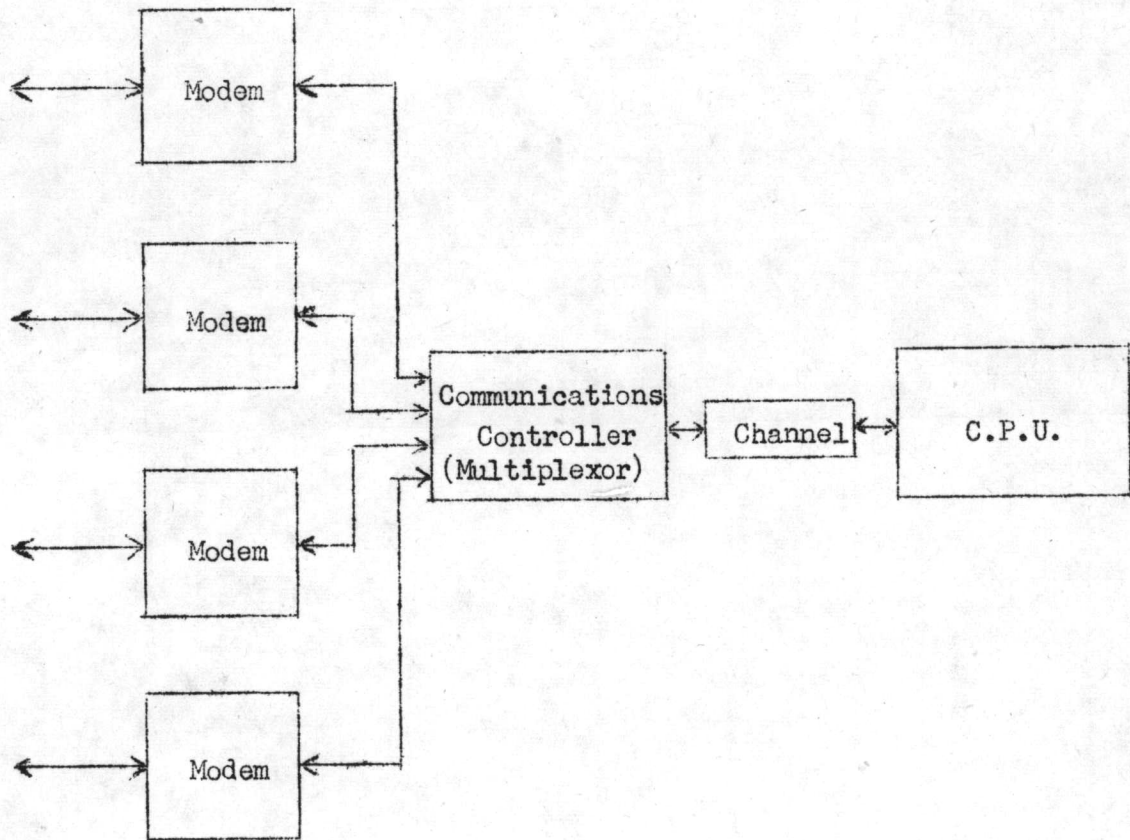 Modem
Modem
Communications
Controller
(Multiplexor)
Channel
C.P.U.
Modem
Modem